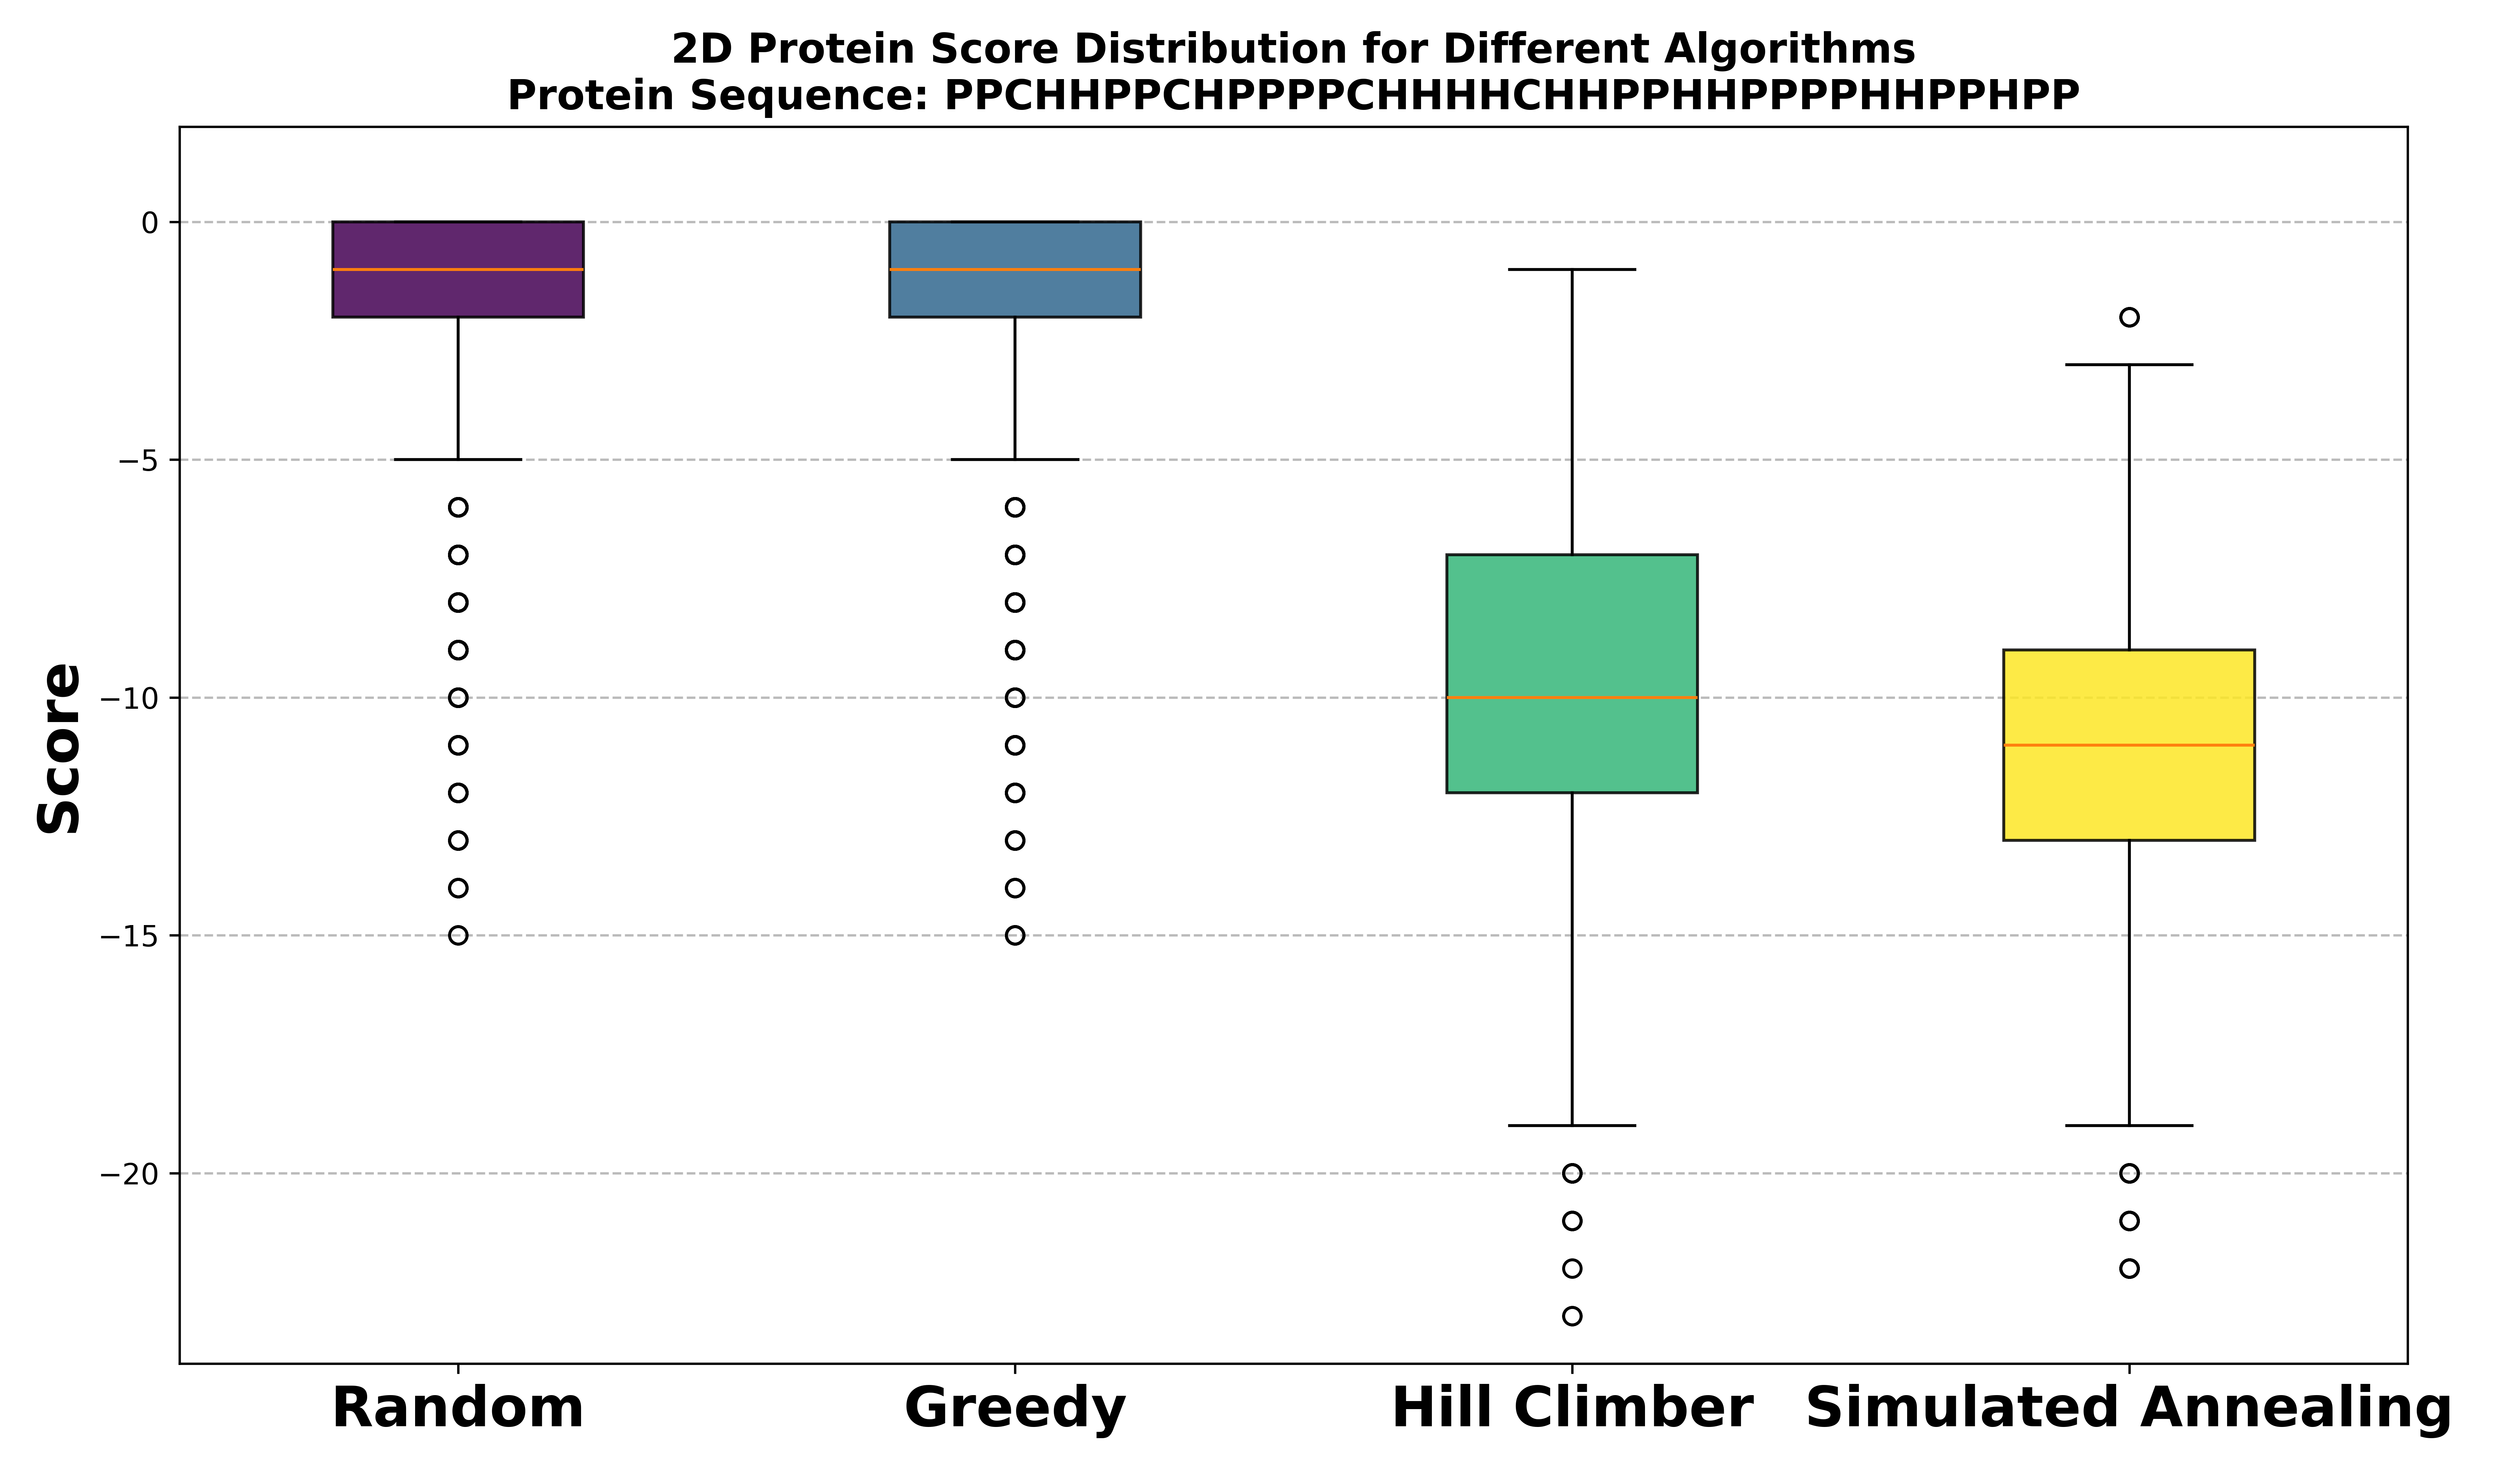 2D Protein Score Distribution for Different Algorithms
Protein Sequence: PPCHHPPCHPPPPPCHHHHCHHPPHHPPPPHHPPHPP
Score
0
−5
−10
−15
−20
Random
Greedy
Hill Climber
Simulated Annealing